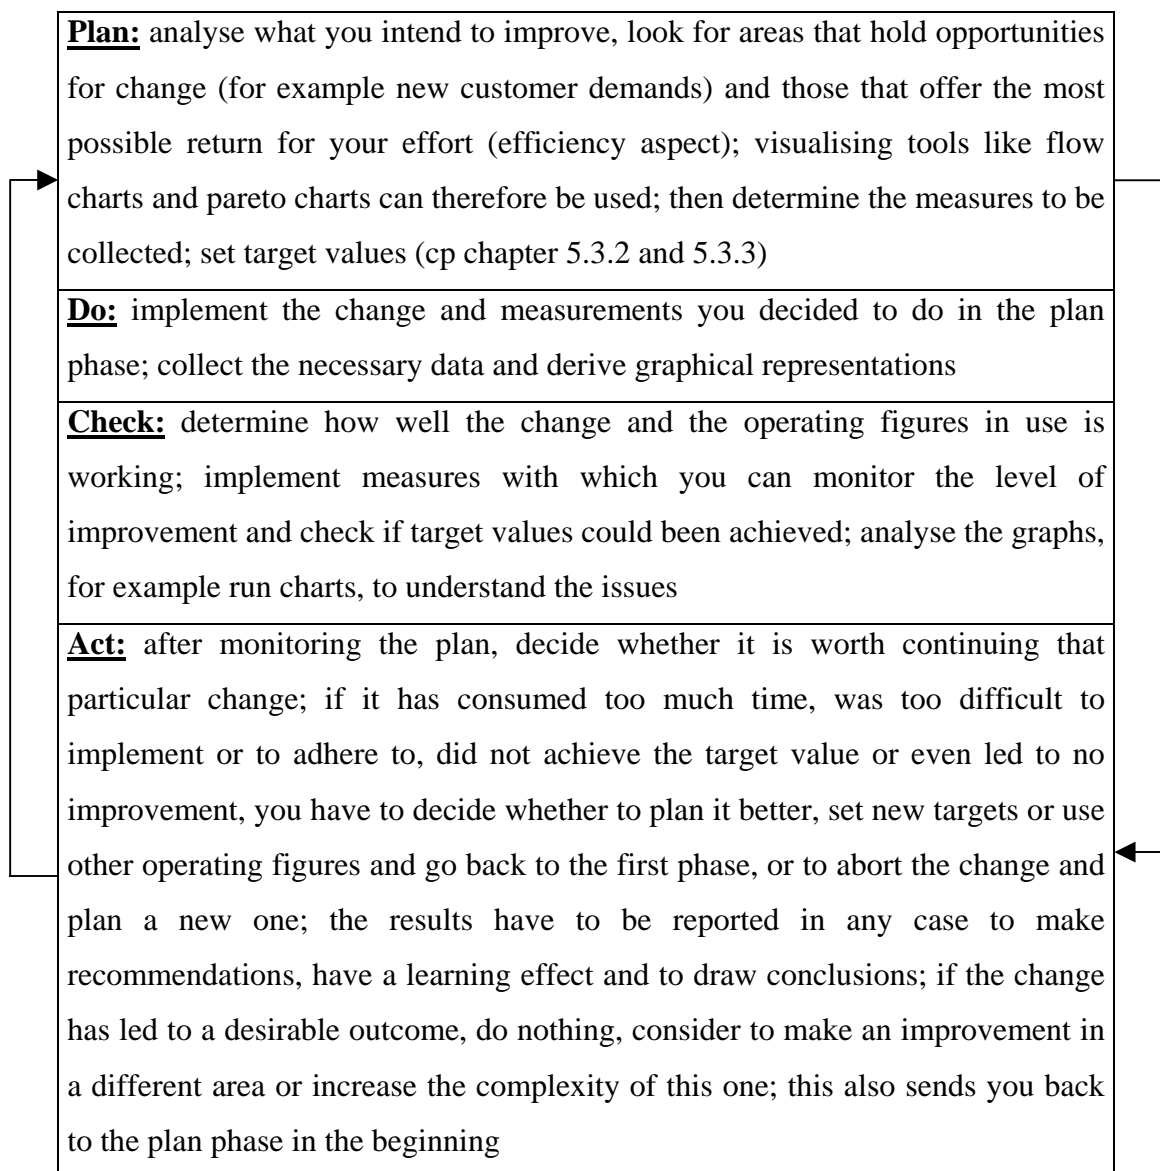 Plan: analyse what you intend to improve, look for areas that hold opportunities
for change (for example new customer demands) and those that offer the most
possible return for your effort (efficiency aspect); visualising tools like flow
charts and pareto charts can therefore be used; then determine the measures to be
collected; set target values (cp chapter 5.3.2 and 5.3.3)
Do: implement the change and measurements you decided to do in the plan
phase; collect the necessary data and derive graphical representations
Check: determine how well the change and the operating figures in use is
working; implement measures with which you can monitor the level of
improvement and check if target values could been achieved; analyse the graphs,
for example run charts, to understand the issues
Act: after monitoring the plan, decide whether it is worth continuing that
particular change; if it has consumed too much time, was too difficult to
implement or to adhere to, did not achieve the target value or even led to no
improvement, you have to decide whether to plan it better, set new targets or use
other operating figures and go back to the first phase, or to abort the change and
plan a new one; the results have to be reported in any case to make
recommendations, have a learning effect and to draw conclusions; if the change
has led to a desirable outcome, do nothing, consider to make an improvement in
a different area or increase the complexity of this one; this also sends you back
to the plan phase in the beginning